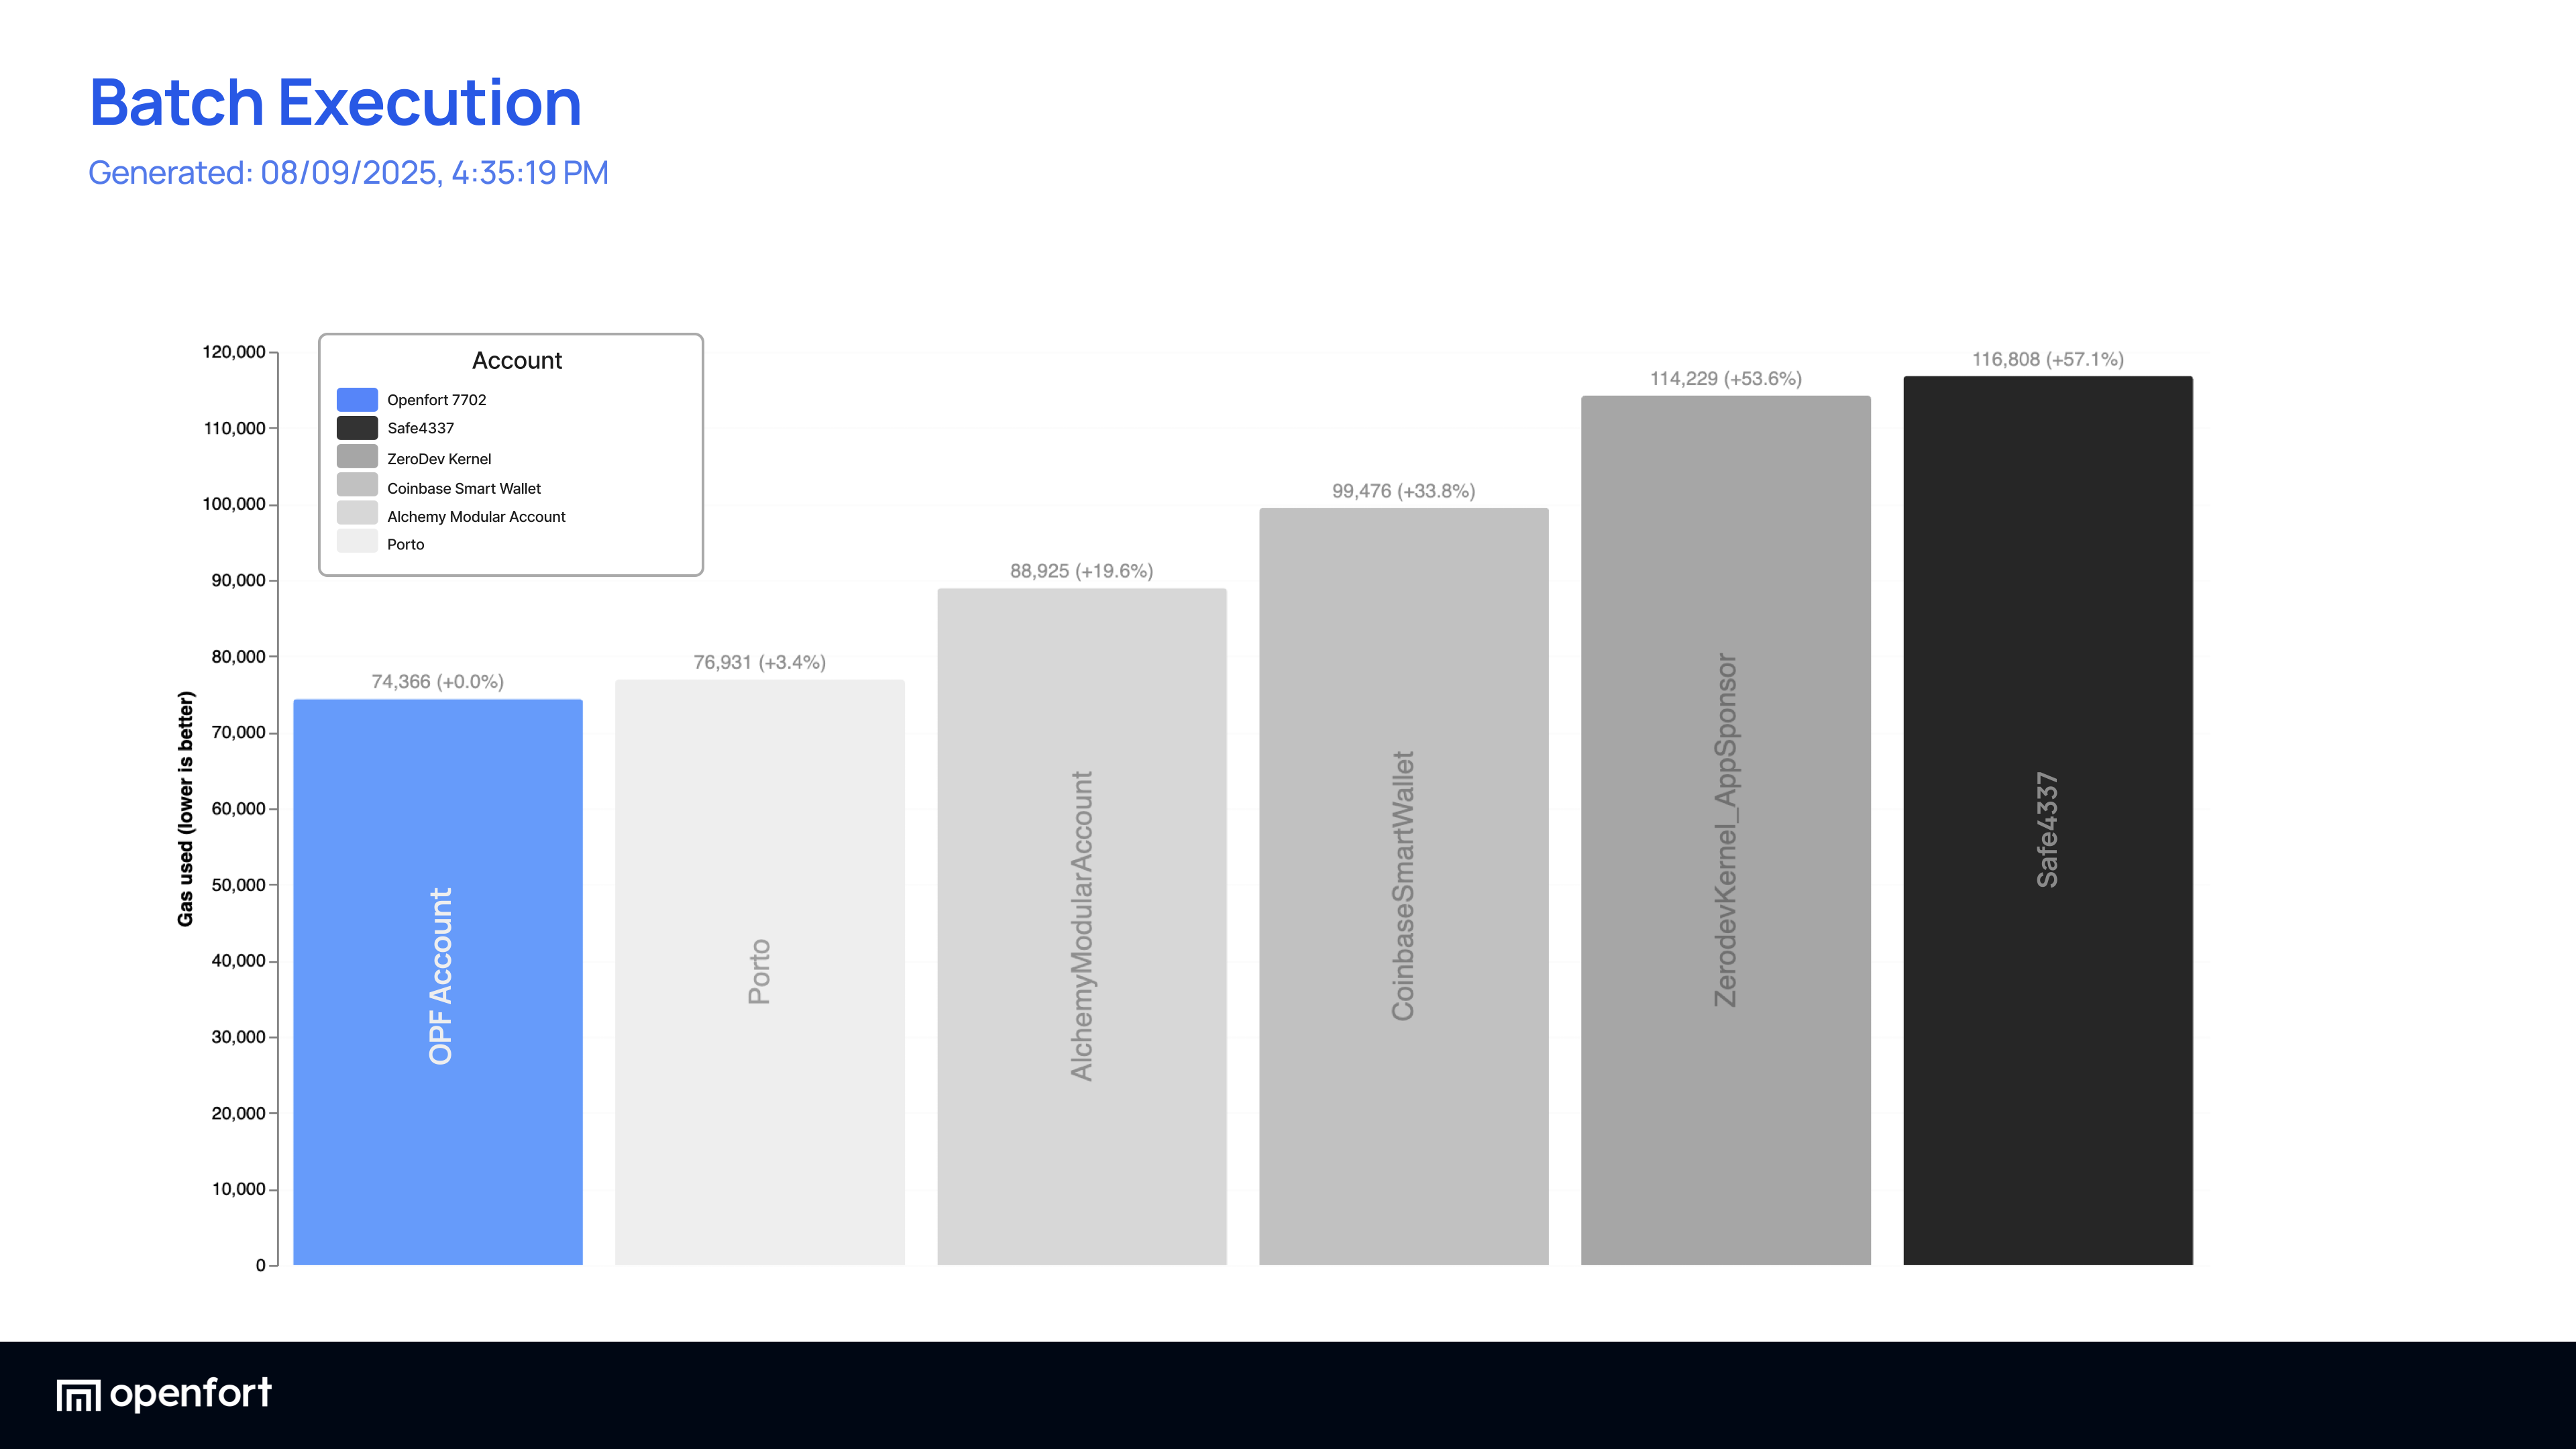 Batch Execution
Generated: 08/09/2025, 4:35:19 PM
Account
Openfort 7702
Safe4337
ZeroDev Kernel
Coinbase Smart Wallet
Alchemy Modular Account
Porto
Gas used (lower is better)
120,000
110,000
100,000
90,000
80,000
70,000
60,000
50,000
40,000
30,000
20,000
10,000
0
74,366 (+0.0%)
OPF Account
76,931 (+3.4%)
Porto
88,925 (+19.6%)
AlchemyModularAccount
99,476 (+33.8%)
CoinbaseSmartWallet
114,229 (+53.6%)
ZerodevKernel_AppSponsor
116,808 (+57.1%)
Safe4337
openfort